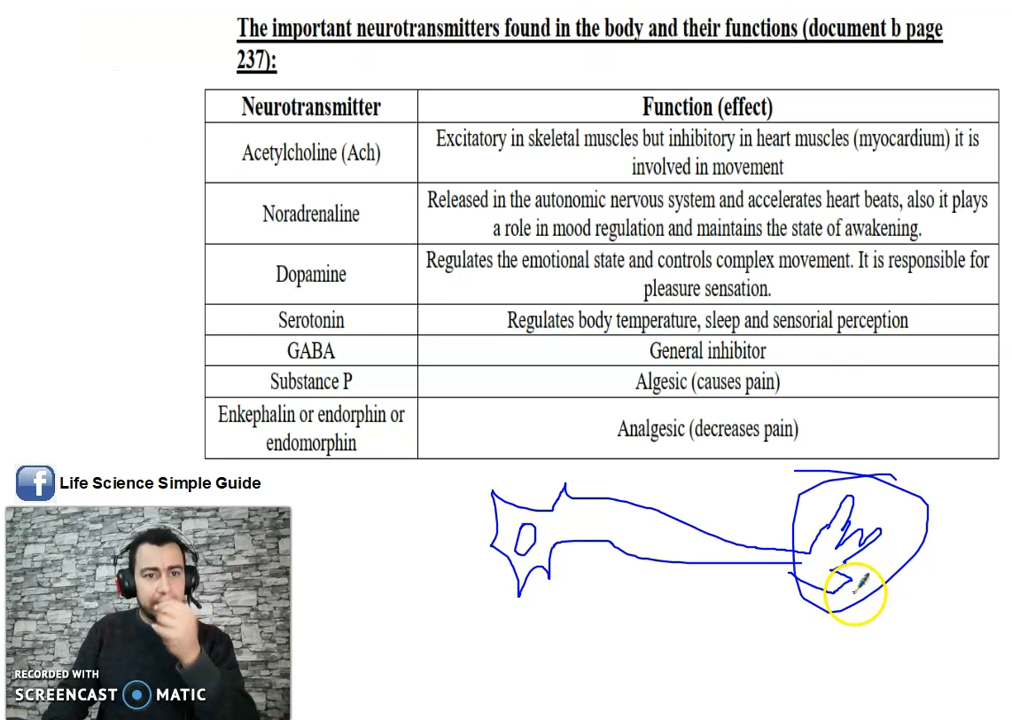 The important neurotransmitters found in the body and their functions (document b page
237):
Neurotransmitter
Function (effect)
Acetylcholine (Ach)
Excitatory in skeletal muscles but inhibitory in heart muscles (myocardium) it is
involved in movement
Noradrenaline
Released in the autonomic nervous system and accelerates heart beats, also it plays
a role in mood regulation and maintains the state of awakening.
Dopamine
Regulates the emotional state and controls complex movement. It is responsible for
pleasure sensation.
Serotonin
Regulates body temperature, sleep and sensorial perception
GABA
General inhibitor
Substance P
Algesic (causes pain)
Enkephalin or endorphin or
endomorphin
Analgesic (decreases pain)
f Life Science Simple Guide
RECORDED WITH
SCREENCAST MATIC